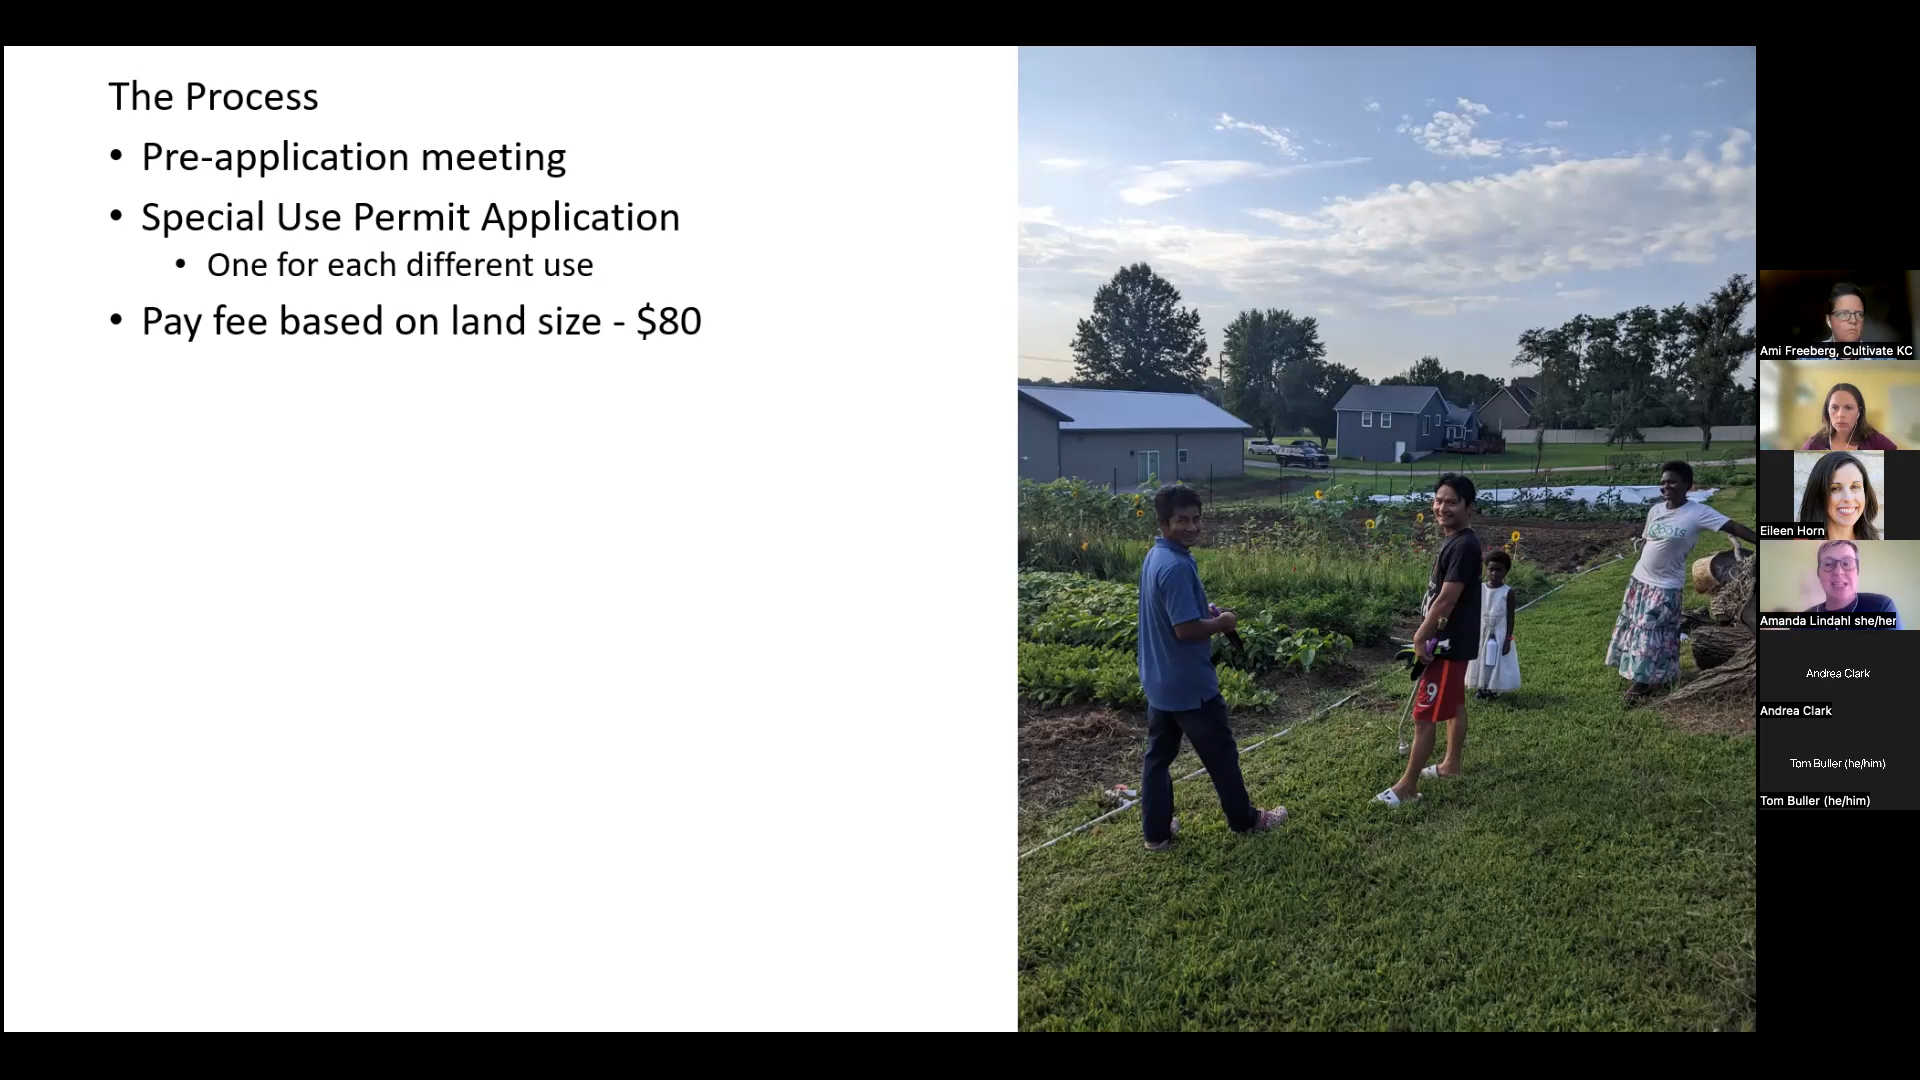 The Process
• Pre-application meeting
• Special Use Permit Application
• One for each different use
• Pay fee based on land size - $80
9
Ami Freeberg, Cultivate KC
Eileen Horn
Amanda Lindahl she/her
Andrea Clark
Andrea Clark
Tom Buller (he/him)
Tom Buller (he/him)